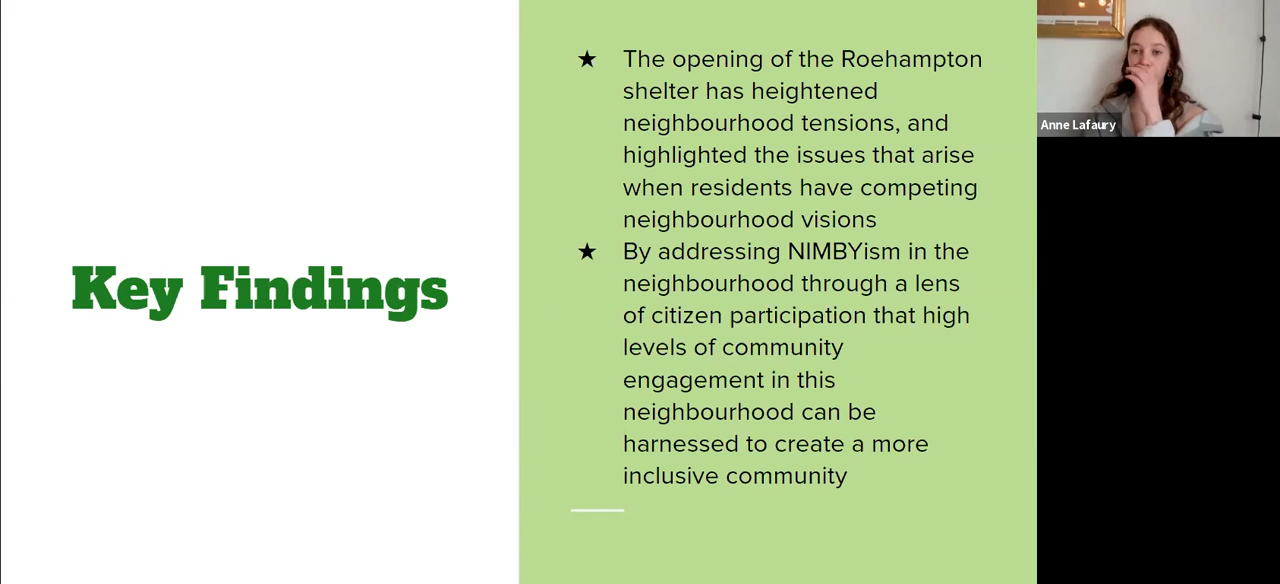 Key Findings
★ The opening of the Roehampton
shelter has heightened
neighbourhood tensions, and
highlighted the issues that arise
when residents have competing
neighbourhood visions
★ By addressing NIMBYism in the
neighbourhood through a lens
of citizen participation that high
levels of community
engagement in this
neighbourhood can be
harnessed to create a more
inclusive community
Anne Lafaury